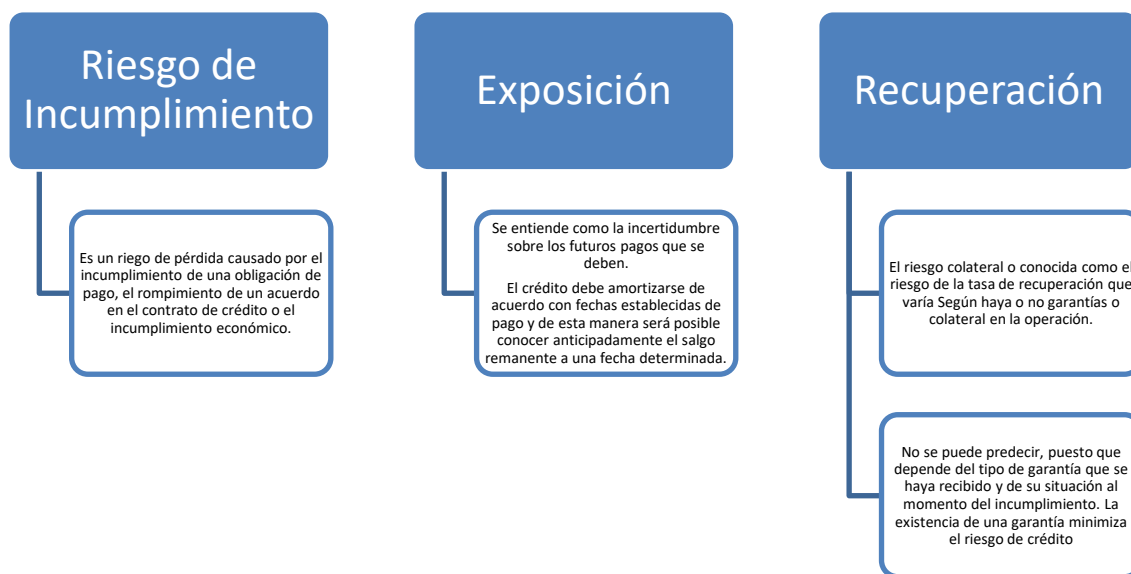 Riesgo de
Incumplimiento
Es un riego de pérdida causado por el
incumplimiento de una obligación de
pago, el rompimiento de un acuerdo
en el contrato de crédito o el
incumplimiento económico.
Exposición
Se entiende como la incertidumbre
sobre los futuros pagos que se
deben.
El crédito debe amortizarse de
acuerdo con fechas establecidas de
pago y de esta manera será posible
conocer anticipadamente el salgo
remanente a una fecha determinada.
Recuperación
El riesgo colateral o conocida como el
riesgo de la tasa de recuperación que
varía Según haya o no garantías o
colateral en la operación.
No se puede predecir, puesto que
depende del tipo de garantía que se
haya recibido y de su situación al
momento del incumplimiento. La
existencia de una garantía minimiza
el riesgo de crédito